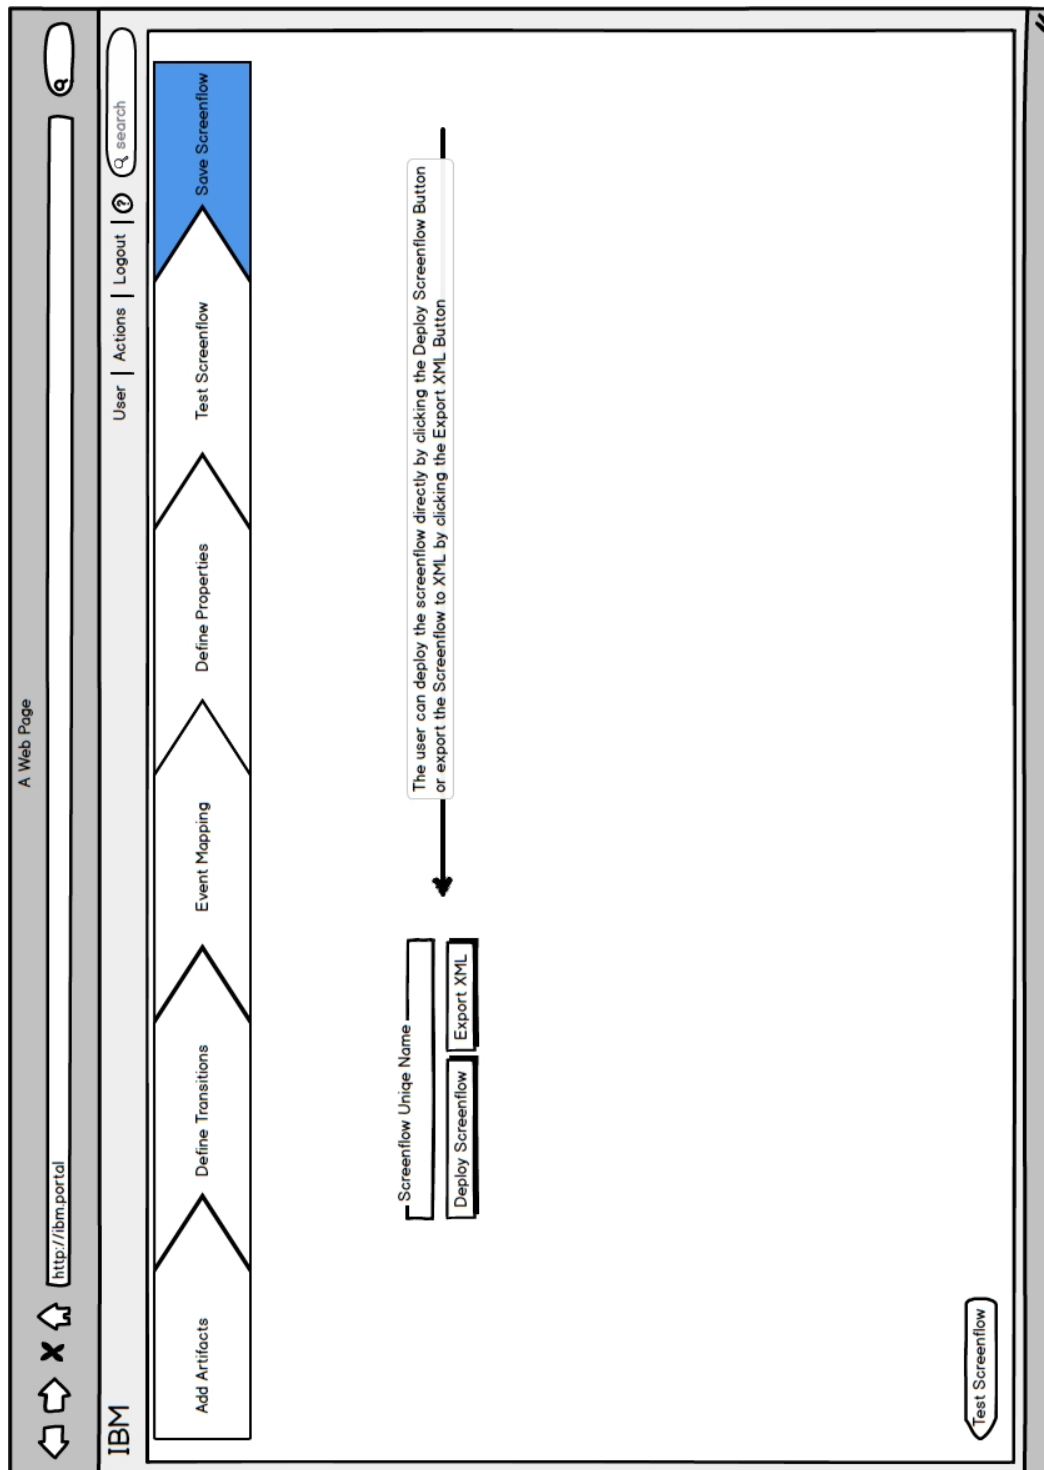 A Web Page
http://ibm.portal
IBM
User | Actions | Logout | ?
search
Add Artifacts
Define Transitions
Event Mapping
Define Properties
Test Screenflow
Save Screenflow
Screenflow Uniqe Name
Deploy Screenflow
Export XML
The user can deploy the screenflow directly by clicking the Deploy Screenflow Button
or export the Screenflow to XML by clicking the Export XML Button
Test Screenflow